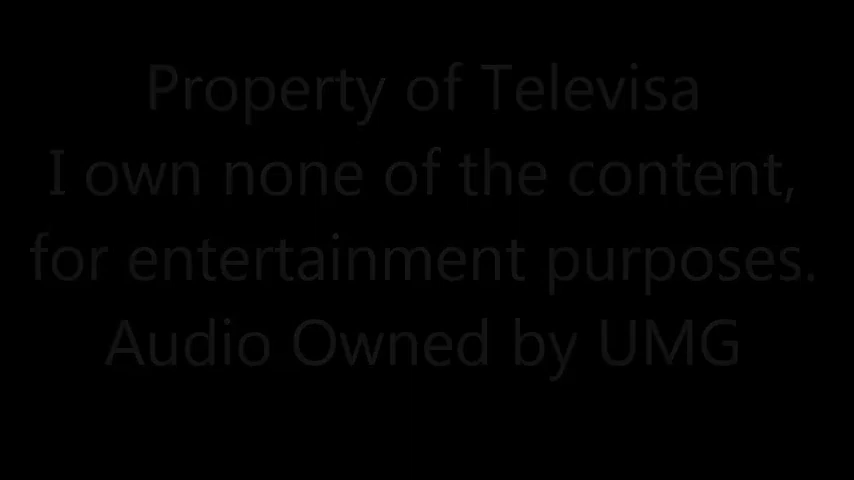 Property of Televisa
I own none of the content,
for entertainment purposes.
Audio Owned by UMG